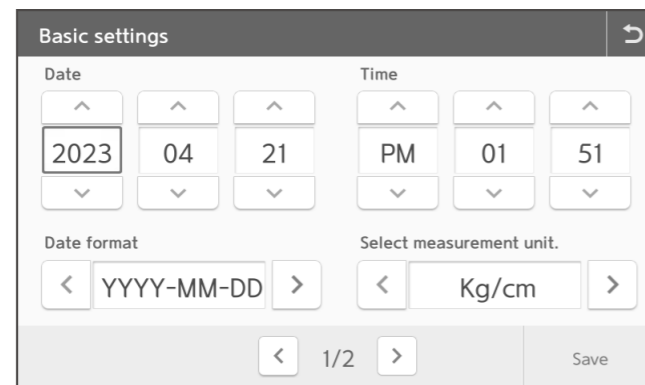 Basic settings
Date Time
2023 04 21 PM 01 51
Date format Select measurement unit.
YYYY-MM-DD Kg/cm
1/2 Save